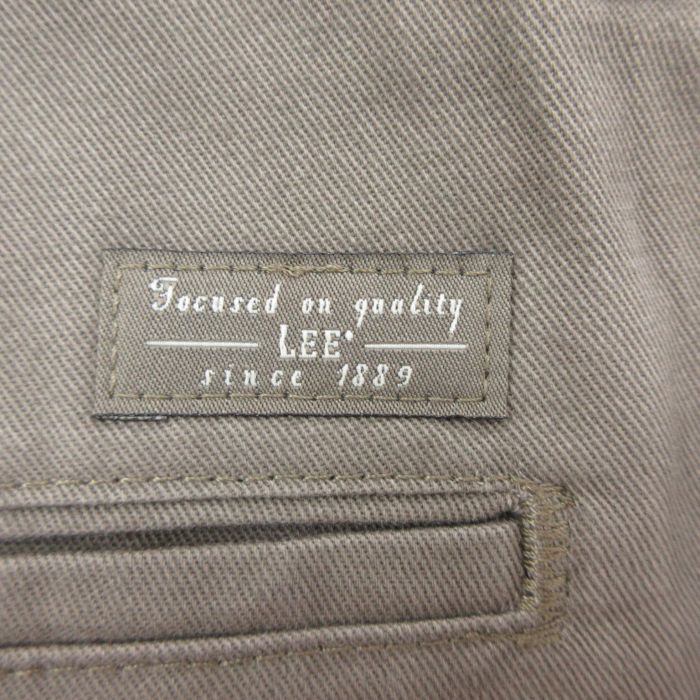 Focused on quality
LEE
since 1889